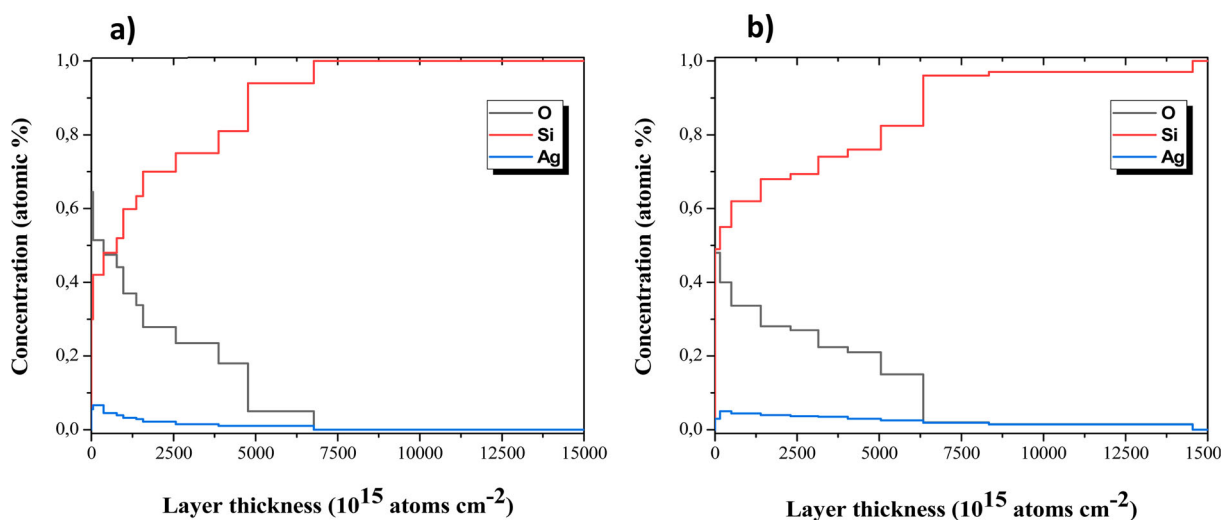 a)
1,0
0,8
0,6
0,4
0,2
0,0
Concentration (atomic %)
O
Si
Ag
0
2500
5000
7500
10000
12500
15000
Layer thickness (10^15 atoms cm^-2)
b)
1.0
0.8
0,6
0,4
0,2
0,0
Concentration (atomic %)
O
Si
Ag
0
2500
5000
7500
10000
12500
1500
Layer thickness (10^15 atoms cm^-2)